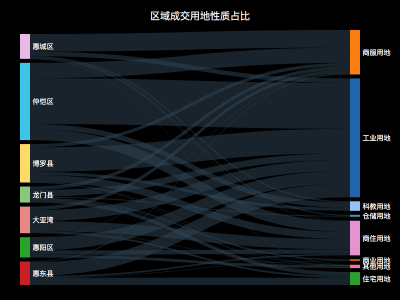 区域成交用地性质占比
惠城区
仲恺区
博罗县
龙门县
大亚湾
惠阳区
惠东县
商服用地
工业用地
科教用地
仓储用地
商住用地
商业用地
其他用地
住宅用地